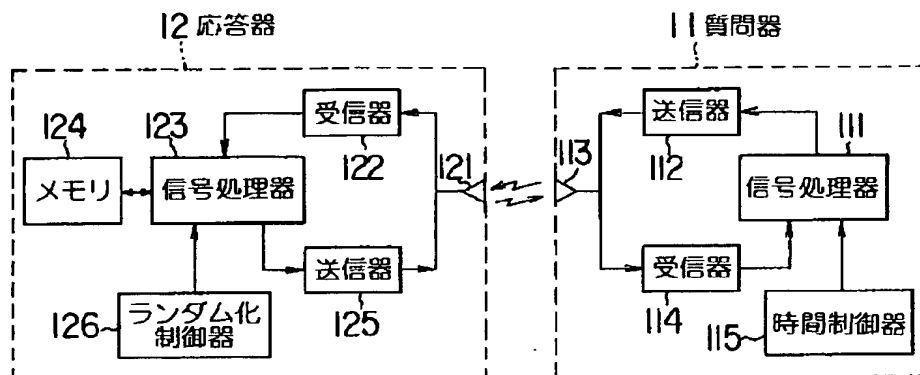 12 応答器
11 質問器
124
メモリ
123
信号処理器
受信器
122
121
送信器
125
126
ランダム化
制御器
113
送信器
112
111
信号処理器
受信器
114
115
時間制御器